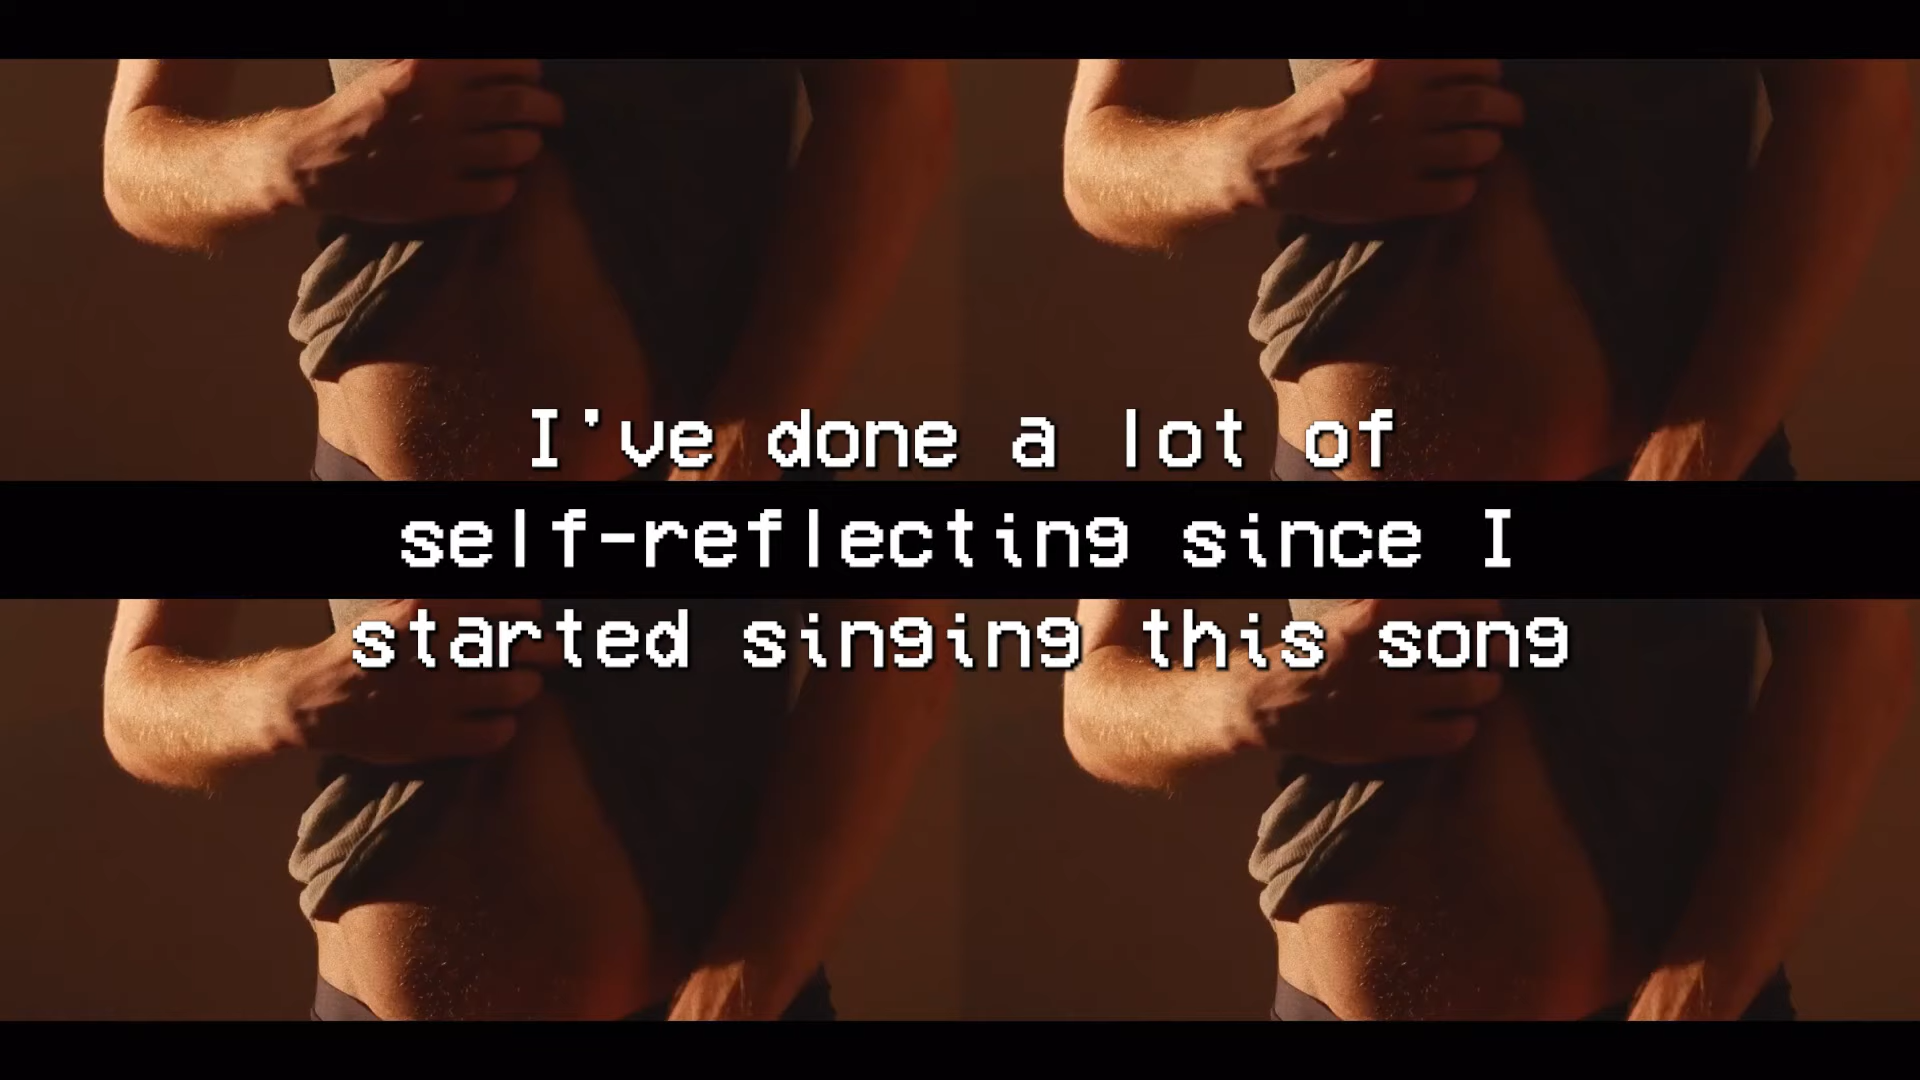 I've done a lot of
self-reflecting since I
started singing this song